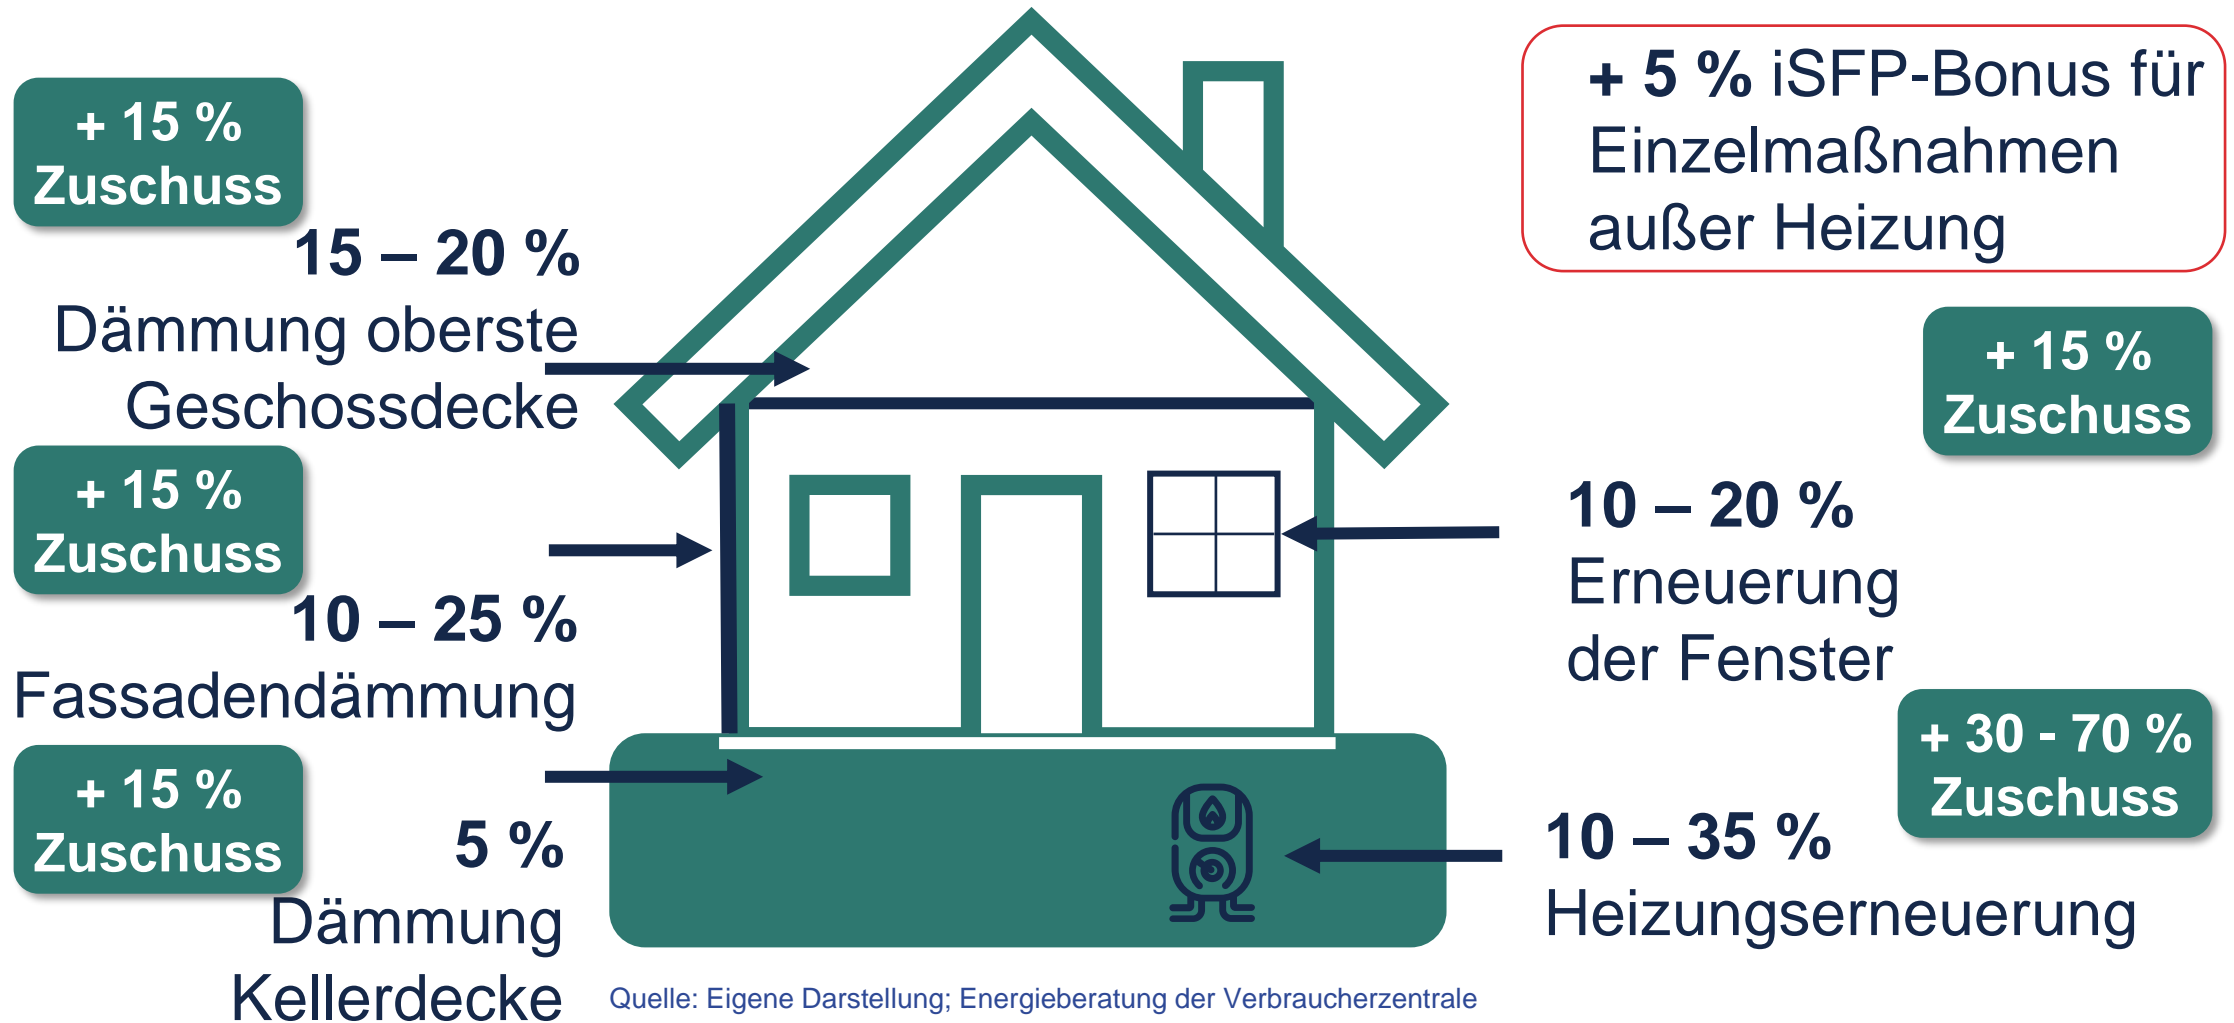 + 15 %
Zuschuss
15 – 20 %
Dämmung oberste
Geschossdecke
+ 15 %
Zuschuss
10 – 25 %
Fassadendämmung
+ 15 %
Zuschuss
5 %
Dämmung
Kellerdecke
+ 5 % iSFP-Bonus für
Einzelmaßnahmen
außer Heizung
+ 15 %
Zuschuss
10 – 20 %
Erneuerung
der Fenster
+ 30 - 70 %
Zuschuss
10 – 35 %
Heizungserneuerung
Quelle: Eigene Darstellung; Energieberatung der Verbraucherzentrale